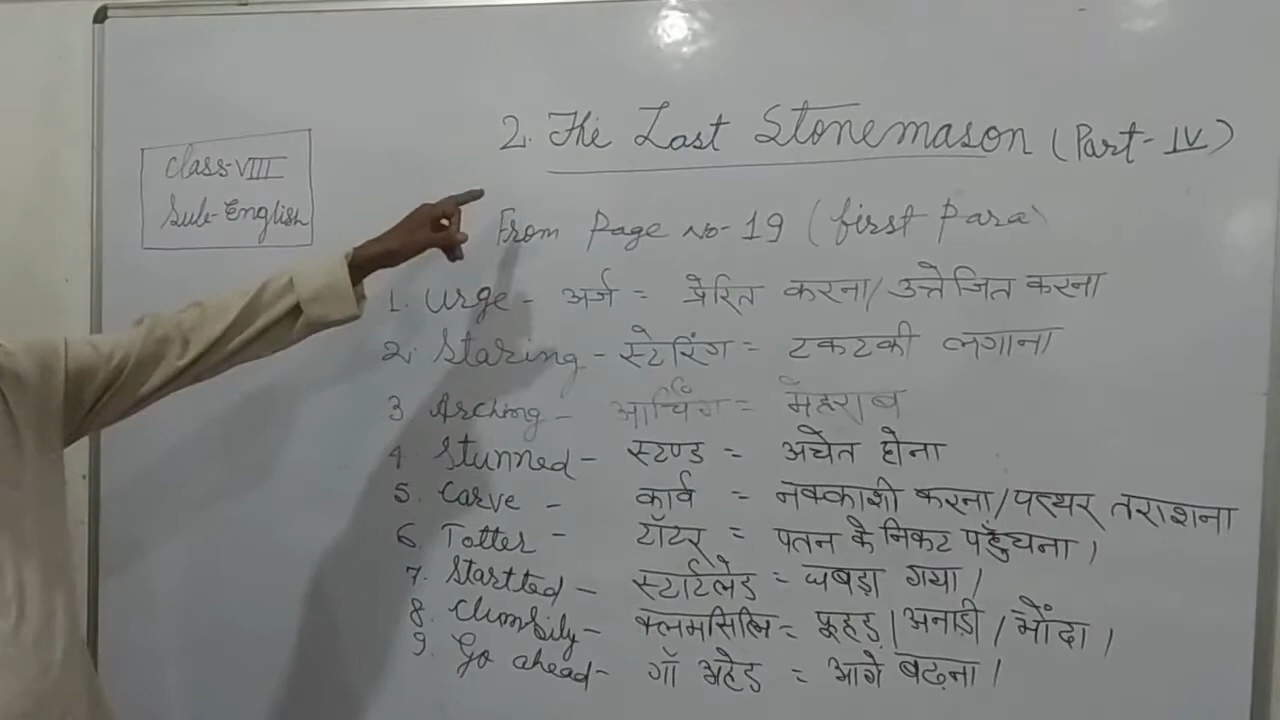 2. The Last Stonemason (Part-IV)
Class-VIII
Sub-English
From Page No-19 (first para)
1. Urge - अर्ज = प्रेरित करना/उत्तेजित करना
2. Staring - स्टेरिंग = टकटकी लगाना
3 Arching - आर्चिंग = मेहराब
4. Stunned - स्टण्ड = अचेत होना
5. Carve - कार्व = नक्काशी करना/पत्थर तराशना
6. Totter - टॉटर् = पतन के निकट पहुँचना।
7. Startted - स्टार्टलेड = घबड़ा गया।
8. Clumsily - क्लमसिलि = फूहड़/अनाड़ी/भोंदा।
9. Go ahead - गॉ अहेड = आगे बढ़ना।